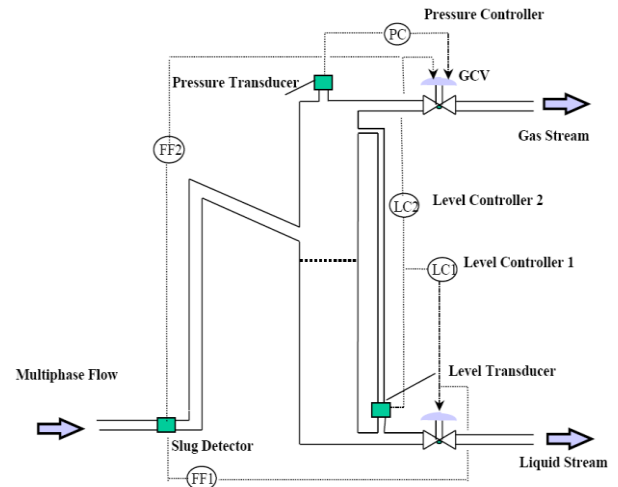 Pressure Controller
PC
Pressure Transducer
GCV
Gas Stream
FF2
LC2
Level Controller 2
LC1
Level Controller 1
Level Transducer
Multiphase Flow
Slug Detector
Liquid Stream
FF1